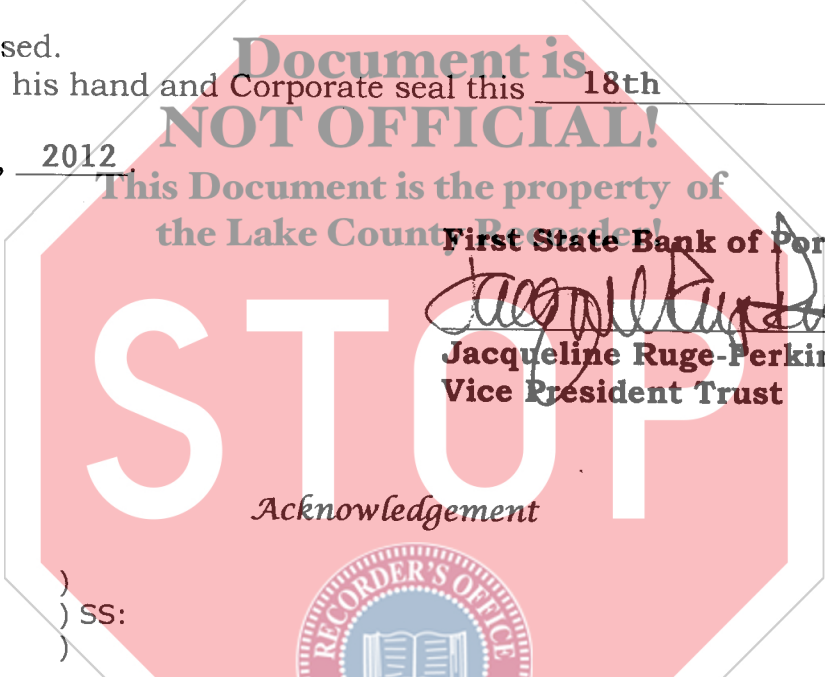 sed.
Document is
his hand and Corporate seal this 18th
NOT OFFICIAL!
, 2012.
This Document is the property of
the Lake County Recorder!
First State Bank of Por
Jacqueline Ruge-Perkin
Vice President Trust
STOP
Acknowledgement
)
) SS:
)
RECORDER'S OFFICE